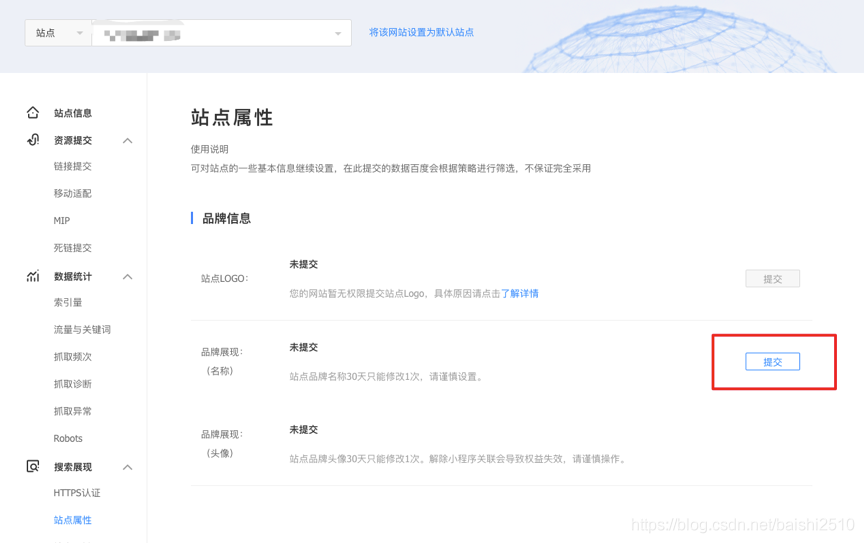 站点
将该网站设置为默认站点
站点信息
资源提交
链接提交
移动适配
MIP
死链提交
数据统计
索引量
流量与关键词
抓取频次
抓取诊断
抓取异常
Robots
搜索展现
HTTPS认证
站点属性
站点属性
使用说明
可对站点的一些基本信息继续设置，在此提交的数据百度会根据策略进行筛选，不保证完全采用
品牌信息
站点LOGO：
未提交
您的网站暂无权限提交站点Logo，具体原因请点击了解详情
提交
品牌展现：
（名称）
未提交
站点品牌名称30天只能修改1次，请谨慎设置。
提交
品牌展现：
（头像）
未提交
站点品牌头像30天只能修改1次。解除小程序关联会导致权益失效，请谨慎操作。
https://blog.csdn.net/baishi2510